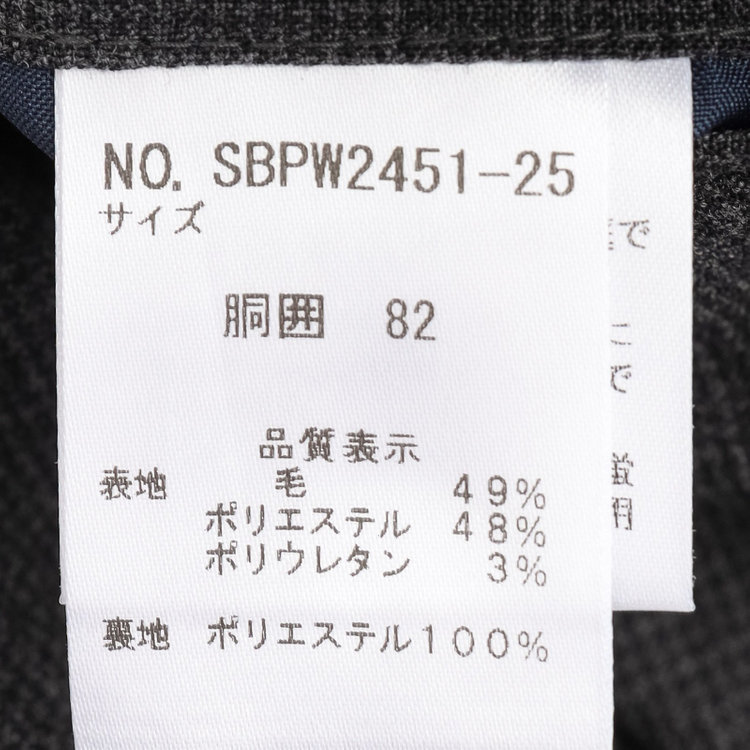 NO. SBPW2451-25
サイズ
胴囲 82
品質表示
表地 毛 49%
ポリエステル 48%
ポリウレタン 3%
裏地 ポリエステル100%
で
で